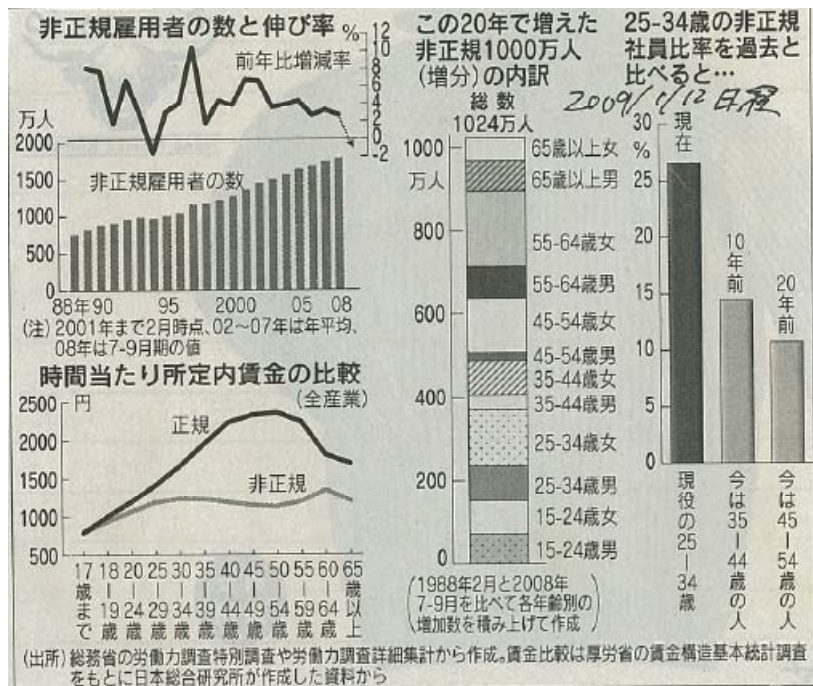 非正規雇用者の数と伸び率
%
12
10
8
6
4
2
0
-2
前年比増減率
万人
2000
1500
1000
500
0
非正規雇用者の数
88年 90 95 2000 05 08
(注) 2001年まで2月時点、02〜07年は年平均、
08年は7-9月期の値
時間当たり所定内賃金の比較
(全産業)
2500 円
2000
1500
1000
500
正規
非正規
17歳まで
18|19歳
20|24歳
25|29歳
30|34歳
35|39歳
40|44歳
45|49歳
50|54歳
55|59歳
60|64歳
65歳以上
この20年で増えた
非正規1000万人
(増分)の内訳
総数
1024万人
1000
万人
800
600
400
200
0
65歳以上女
65歳以上男
55-64歳女
55-64歳男
45-54歳女
45-54歳男
35-44歳女
35-44歳男
25-34歳女
25-34歳男
15-24歳女
15-24歳男
(1988年2月と2008年
7-9月を比べて各年齢別の
増加数を積み上げて作成)
25-34歳の非正規
社員比率を過去と
比べると…
2009/1/12
30
%
25
20
15
10
5
0
現在
10年前
20年前
現役の25|34歳
今は35|44歳の人
今は45|54歳の人
(出所) 総務省の労働力調査特別調査や労働力調査詳細集計から作成。賃金比較は厚労省の賃金構造基本統計調査
をもとに日本総合研究所が作成した資料から